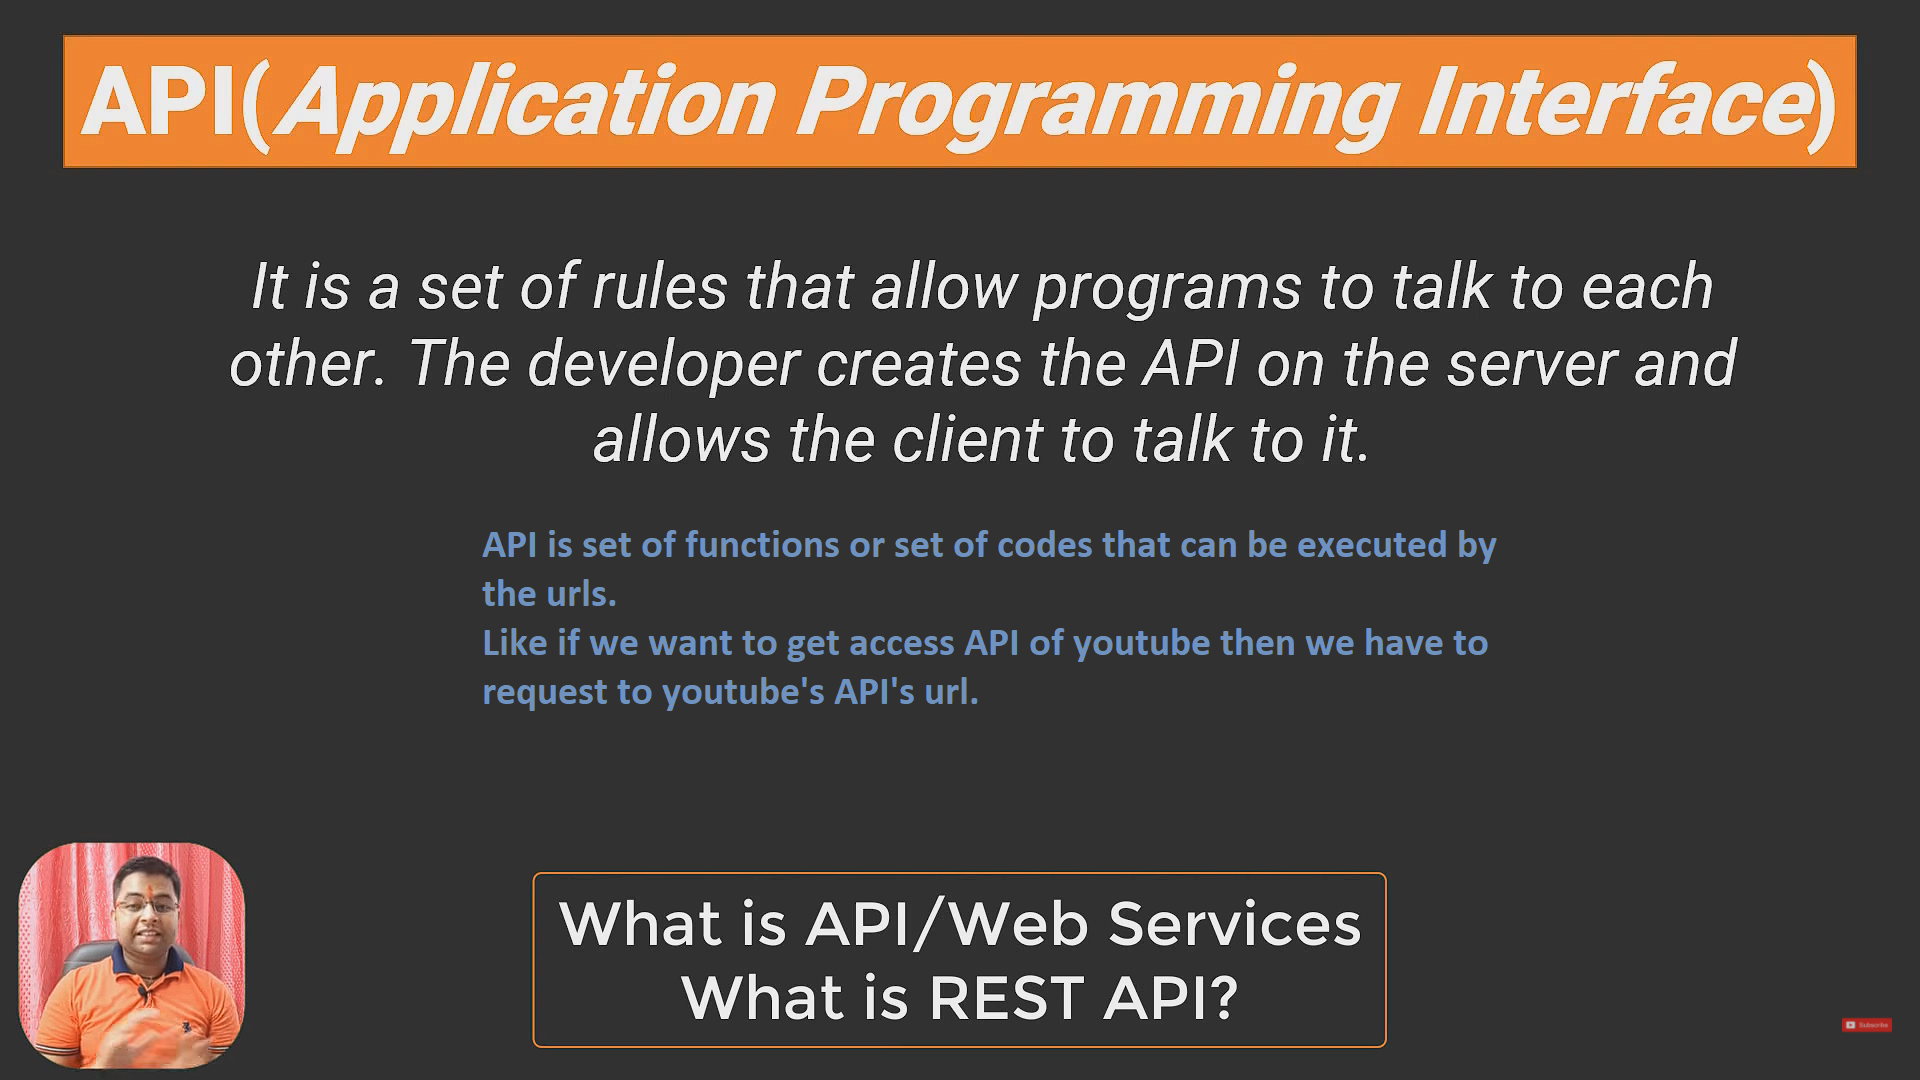 API(Application Programming Interface)
It is a set of rules that allow programs to talk to each
other. The developer creates the API on the server and
allows the client to talk to it.
API is set of functions or set of codes that can be executed by
the urls.
Like if we want to get access API of youtube then we have to
request to youtube's API's url.
What is API/Web Services
What is REST API?
Subscribe